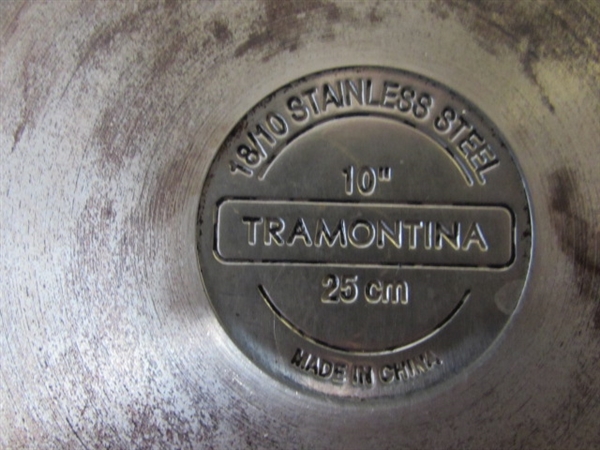 18/10 STAINLESS STEEL
10"
TRAMONTINA
25 cm
MADE IN CHINA